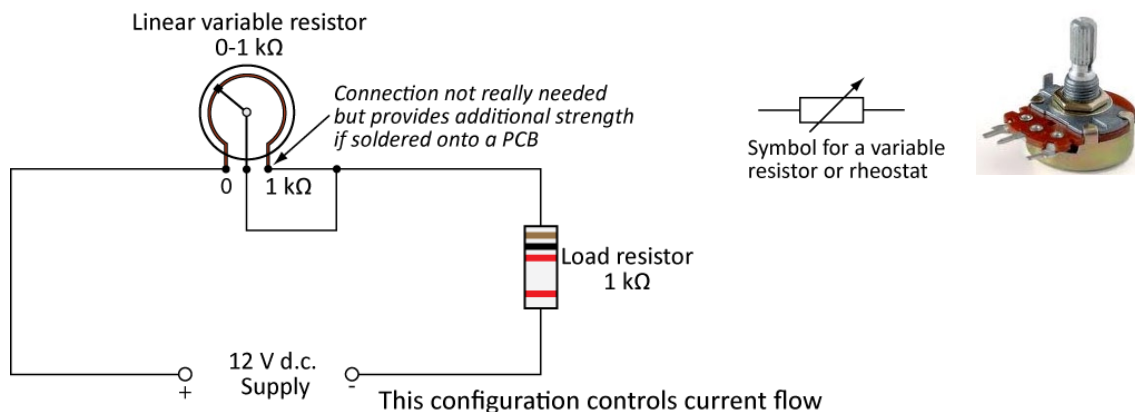 Linear variable resistor
0-1 kΩ
Connection not really needed
but provides additional strength
if soldered onto a PCB
0
1 kΩ
Symbol for a variable
resistor or rheostat
Load resistor
1 kΩ
12 V d.c.
Supply
+
-
This configuration controls current flow